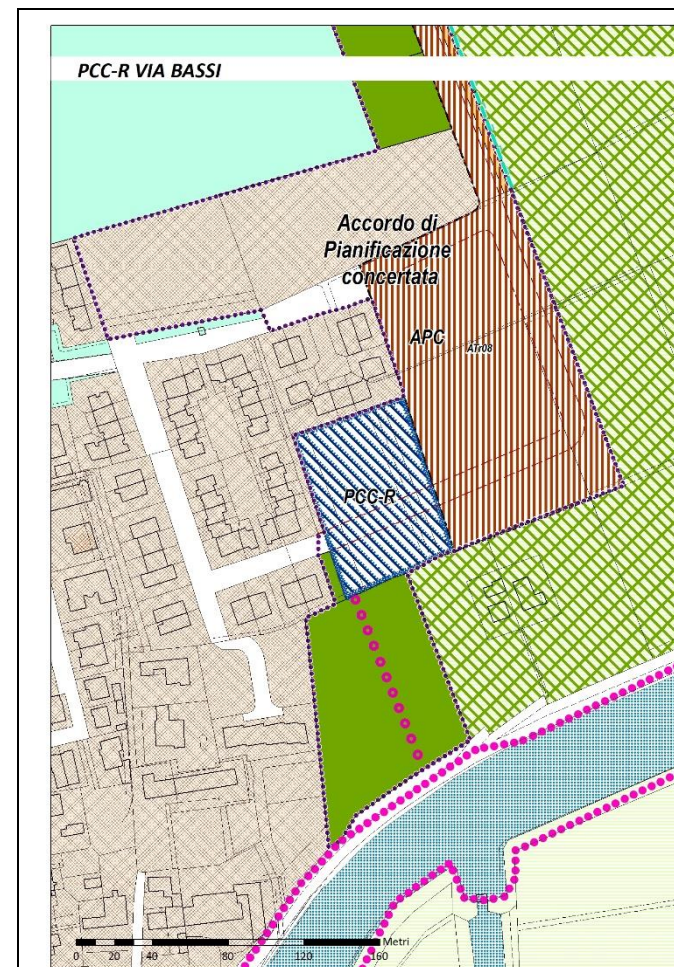 PCC-R VIA BASSI
Accordo di
Pianificazione
concertata
APC
ATr08
PCC-R
Metri
0 20 40 80 120 160